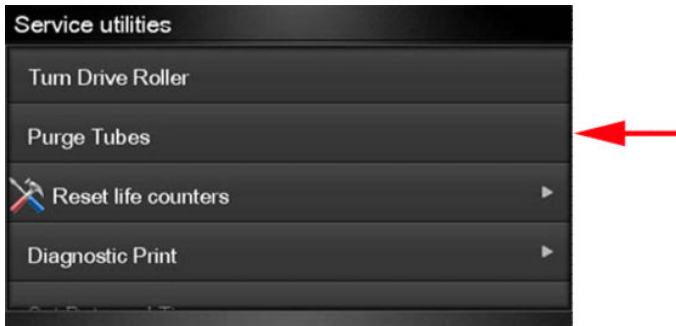 Service utilities
Turn Drive Roller
Purge Tubes
Reset life counters
Diagnostic Print